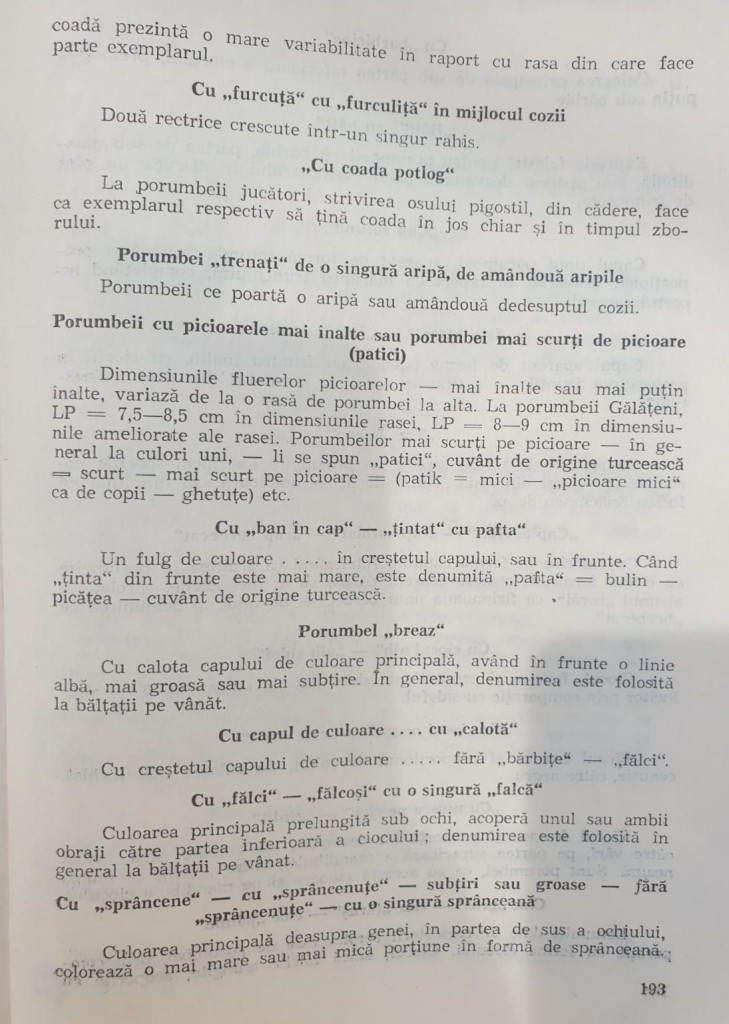 coadă prezintă o mare variabilitate în raport cu rasa din care face
parte exemplarul.
Cu „furcuță“ cu „furculiță“ în mijlocul cozii
Două rectrice crescute într-un singur rahis.
„Cu coada potlog“
La porumbeii jucători, strivirea osului pigostil, din cădere, face
ca exemplarul respectiv să țină coada în jos chiar și în timpul zbo-
rului.
Porumbei „trenați“ de o singură aripă, de amândouă aripile
Porumbeii ce poartă o aripă sau amândouă dedesuptul cozii.
Porumbeii cu picioarele mai înalte sau porumbei mai scurți de picioare
(patici)
Dimensiunile fluerelor picioarelor — mai înalte sau mai puțin
înalte, variază de la o rasă de porumbei la alta. La porumbeii Gălățeni,
LP = 7,5—8,5 cm în dimensiunile rasei, LP = 8—9 cm în dimensiu-
nile ameliorate ale rasei. Porumbeilor mai scurți pe picioare — în ge-
neral la culori uni, — li se spun „patici“, cuvânt de origine turcească
= scurt — mai scurt pe picioare = (patik = mici — „picioare mici“
ca de copii — ghetuțe) etc.
Cu „ban în cap“ — „țintat“ cu pafta“
Un fulg de culoare ..... în creștetul capului, sau în frunte. Când
„ținta“ din frunte este mai mare, este denumită „pafta“ = bulin —
picățea — cuvânt de origine turcească.
Porumbel „breaz“
Cu calota capului de culoare principală, având în frunte o linie
albă, mai groasă sau mai subțire. În general, denumirea este folosită
la bălțații pe vânăt.
Cu capul de culoare .... cu „calotă“
Cu creștetul capului de culoare ..... fără „bărbițe“ — „fălci“.
Cu „fălci“ — „fălcoși“ cu o singură „falcă“
Culoarea principală prelungită sub ochi, acoperă unul sau ambii
obraji către partea inferioară a ciocului ; denumirea este folosită în
general la bălțații pe vânat.
Cu „sprâncene“ — cu „sprâncenuțe“ — subțiri sau groase — fără
„sprâncenuțe“ — cu o singură sprânceană
Culoarea principală deasupra genei, în partea de sus a ochiului,
colorează o mai mare sau mai mică porțiune în formă de sprânceană.
193